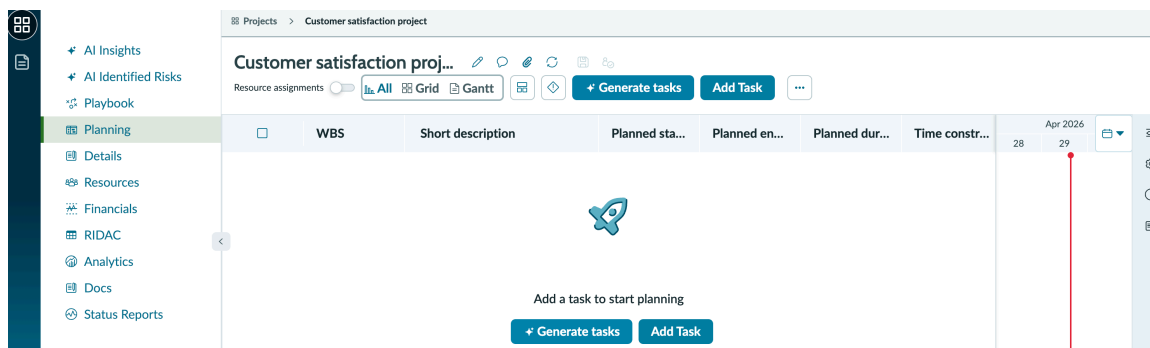 Projects > Customer satisfaction project
AI Insights
AI Identified Risks
Playbook
Planning
Details
Resources
Financials
RIDAC
Analytics
Docs
Status Reports
Customer satisfaction proj...
Resource assignments All Grid Gantt Generate tasks Add Task ...
WBS Short description Planned sta... Planned en... Planned dur... Time constr... Apr 2026
28 29
Add a task to start planning
Generate tasks Add Task